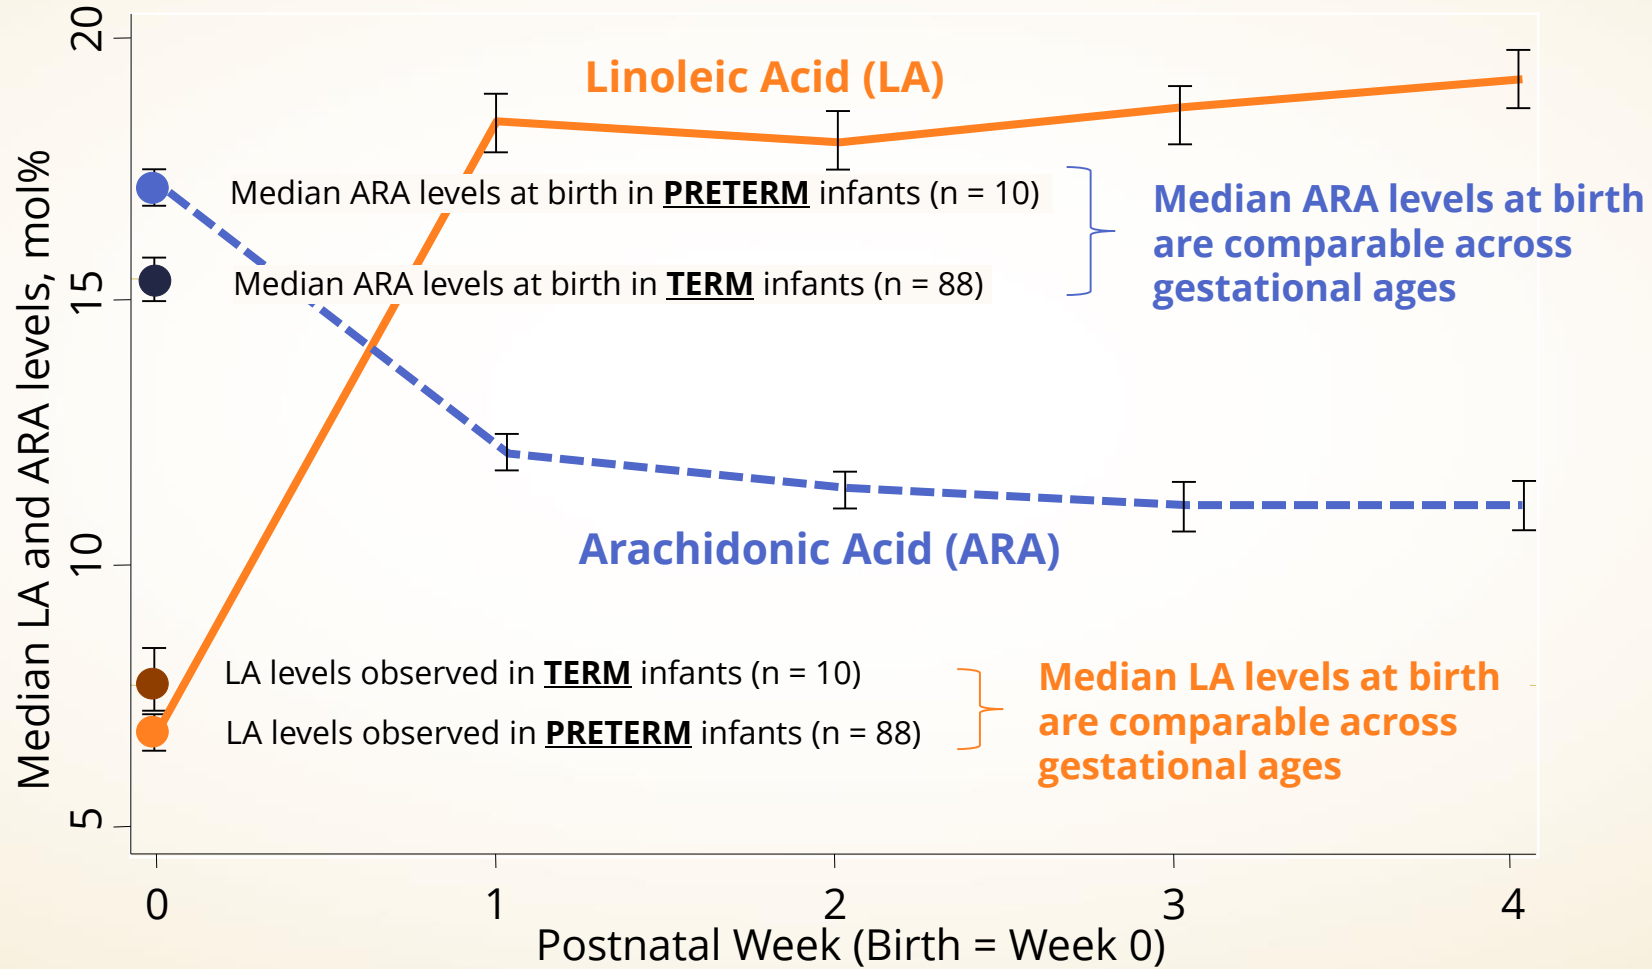 Median LA and ARA levels, mol%
20
15
10
5
Linoleic Acid (LA)
Median ARA levels at birth in PRETERM infants (n = 10)
Median ARA levels at birth in TERM infants (n = 88)
Median ARA levels at birth
are comparable across
gestational ages
Arachidonic Acid (ARA)
LA levels observed in TERM infants (n = 10)
LA levels observed in PRETERM infants (n = 88)
Median LA levels at birth
are comparable across
gestational ages
0 1 2 3 4
Postnatal Week (Birth = Week 0)